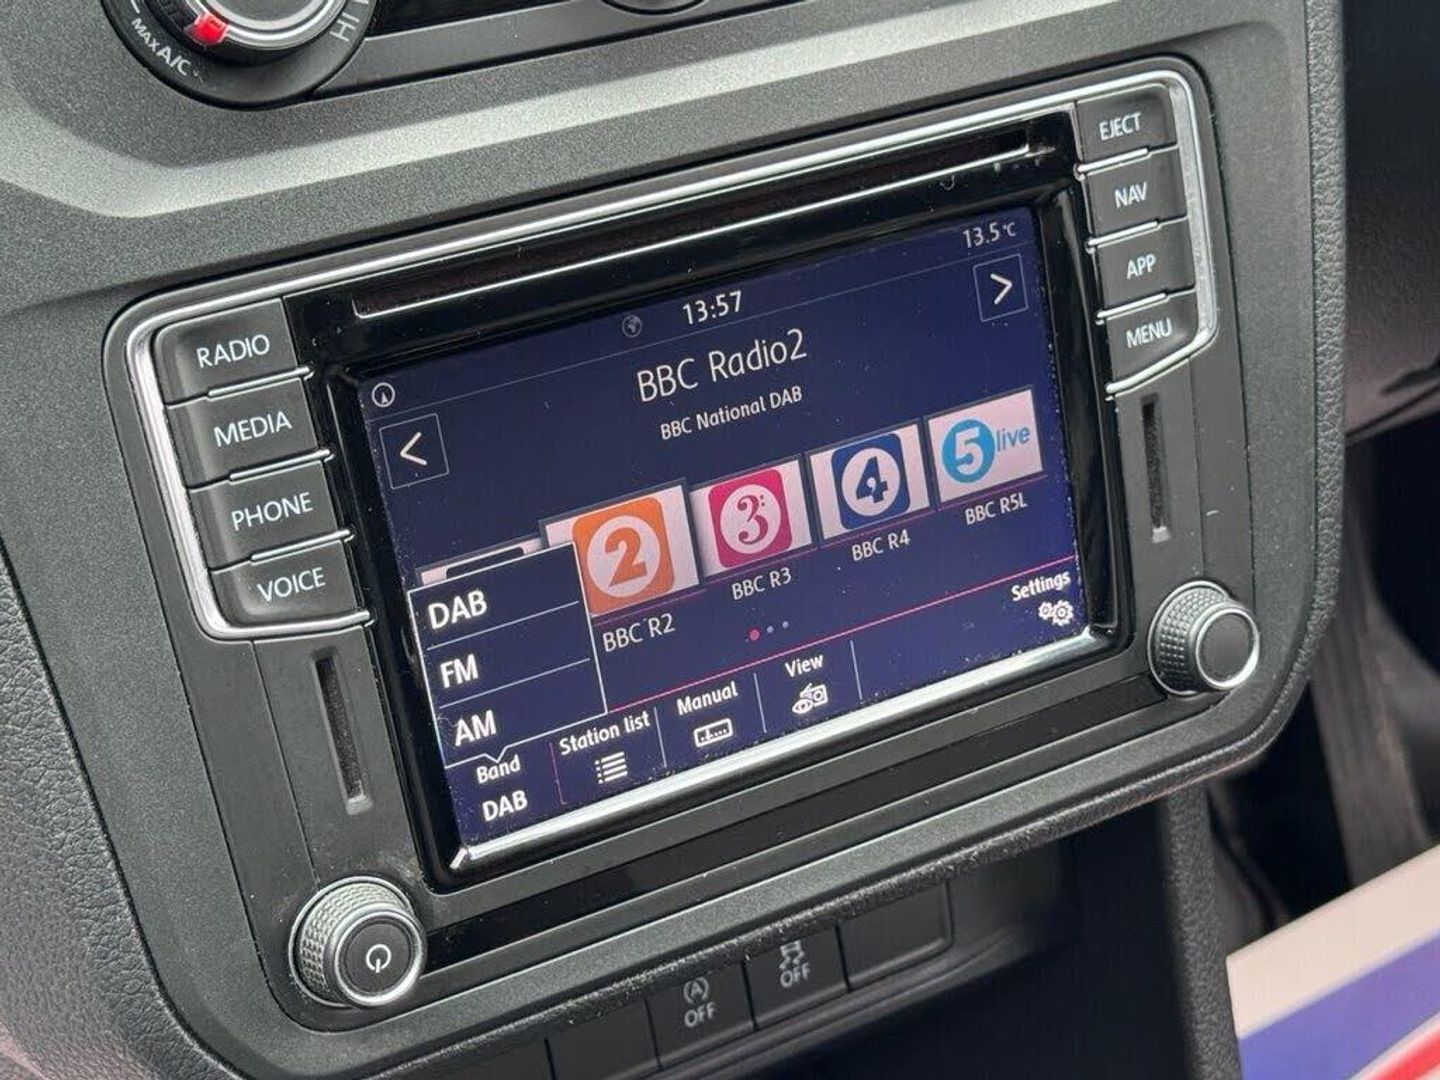 MAX A/C
HI
EJECT
NAV
APP
MENU
RADIO
MEDIA
PHONE
VOICE
13.5°C
13:57
<
>
BBC Radio2
BBC National DAB
2
3
4
5 live
BBC R2
BBC R3
BBC R4
BBC R5L
DAB
FM
AM
Band
DAB
Station list
Manual
View
Settings
A
OFF
OFF